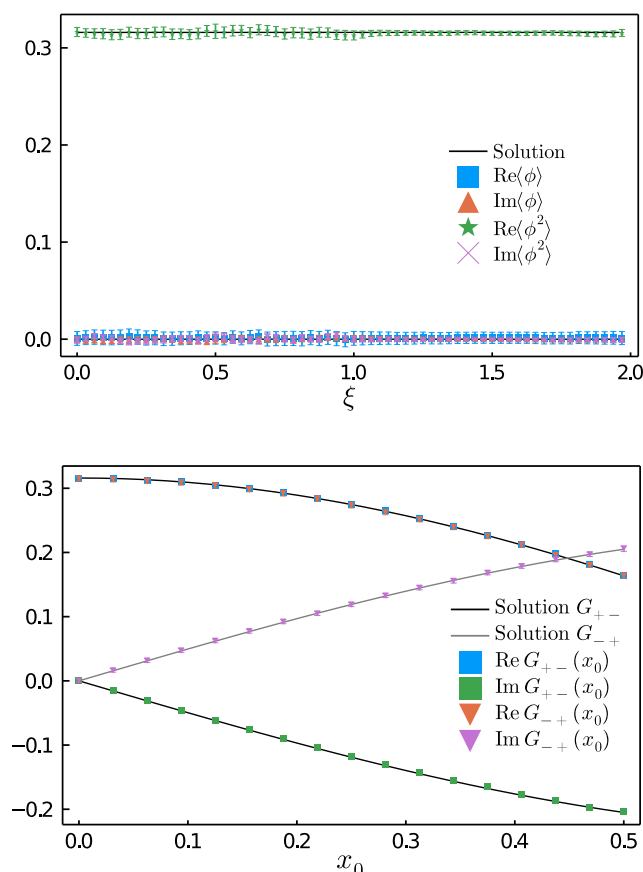 0.3
0.2
0.1
0.0
Solution
Re⟨ϕ⟩
Im⟨ϕ⟩
Re⟨ϕ²⟩
Im⟨ϕ²⟩
0.0 0.5 1.0 1.5 2.0
ξ
0.3
0.2
0.1
0.0
−0.1
−0.2
Solution G₊₋
Solution G₋₊
Re G₊₋(x₀)
Im G₊₋(x₀)
Re G₋₊(x₀)
Im G₋₊(x₀)
0.0 0.1 0.2 0.3 0.4 0.5
x₀